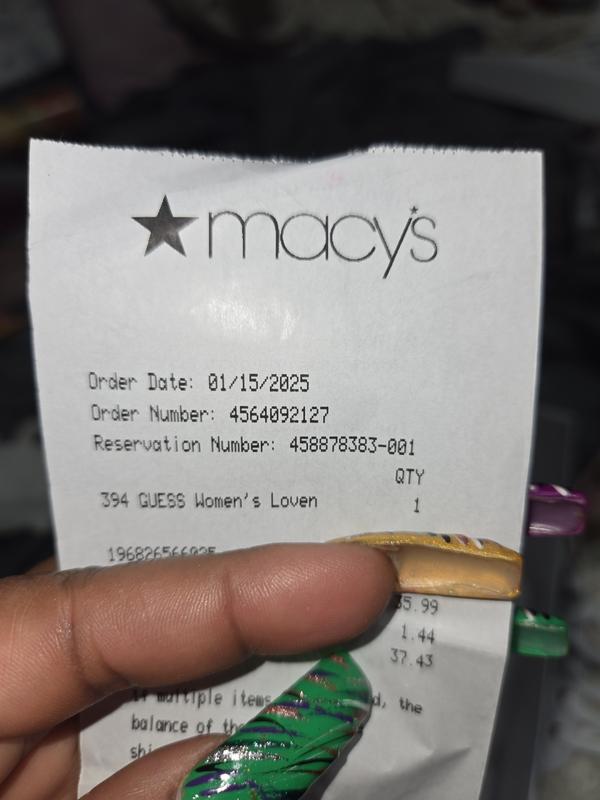 macy's
Order Date: 01/15/2025
Order Number: 4564092127
Reservation Number: 458878383-001
QTY
394 GUESS Women's Loven 1
35.99
1.44
37.43
If multiple items the
balance of the